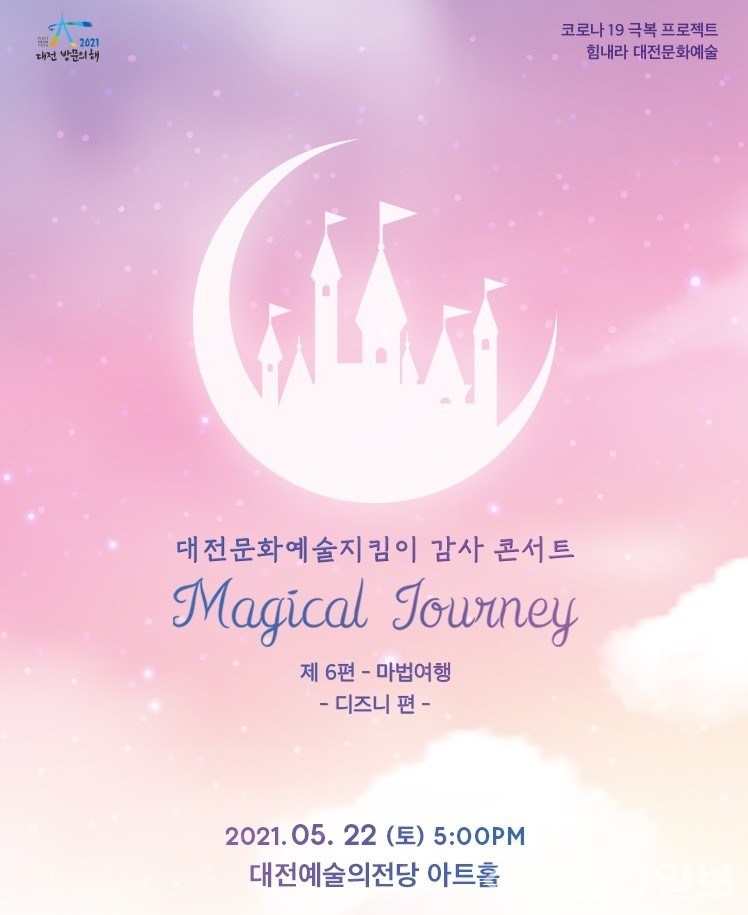 2021
대전 방문의 해
코로나 19 극복 프로젝트
힘내라 대전문화예술
대전문화예술지킴이 감사 콘서트
Magical Journey
제 6편 - 마법여행
- 디즈니 편 -
2021. 05. 22 (토) 5:00PM
대전예술의전당 아트홀